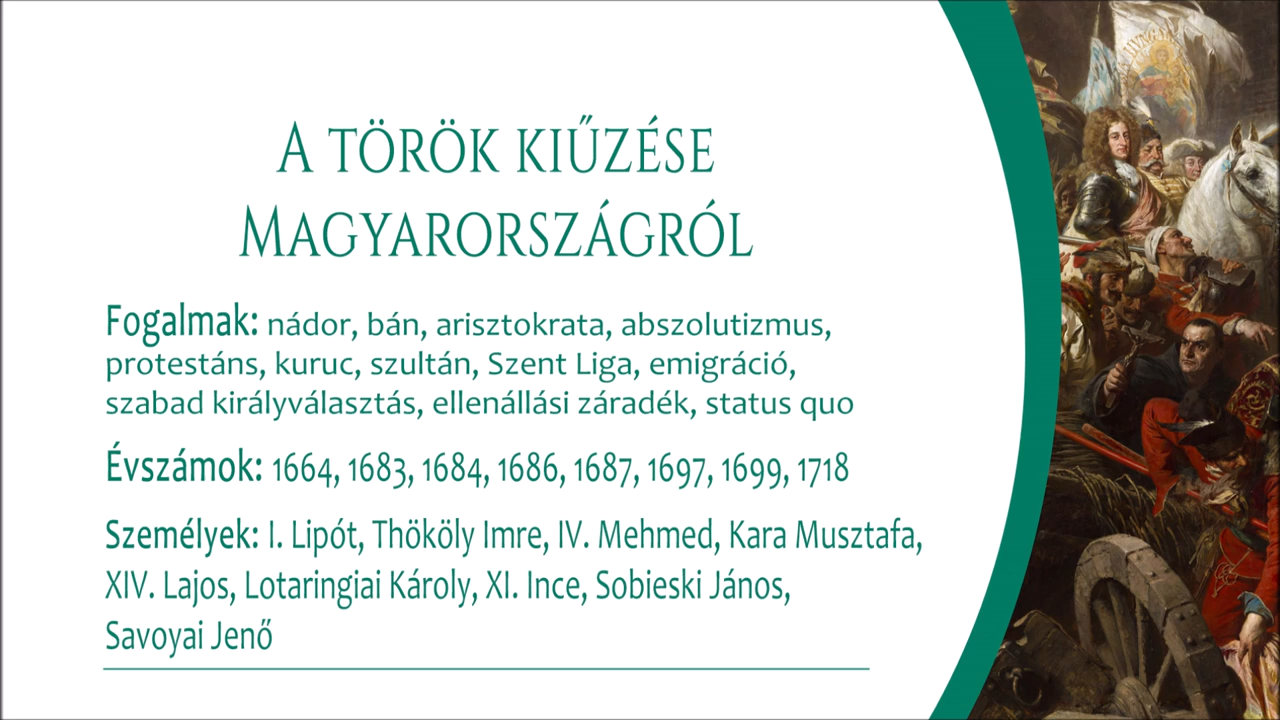 A TÖRÖK KIŰZÉSE
MAGYARORSZÁGRÓL
Fogalmak: nádor, bán, arisztokrata, abszolutizmus,
protestáns, kuruc, szultán, Szent Liga, emigráció,
szabad királyválasztás, ellenállási záradék, status quo
Évszámok: 1664, 1683, 1684, 1686, 1687, 1697, 1699, 1718
Személyek: I. Lipót, Thököly Imre, IV. Mehmed, Kara Musztafa,
XIV. Lajos, Lotaringiai Károly, XI. Ince, Sobieski János,
Savoyai Jenő